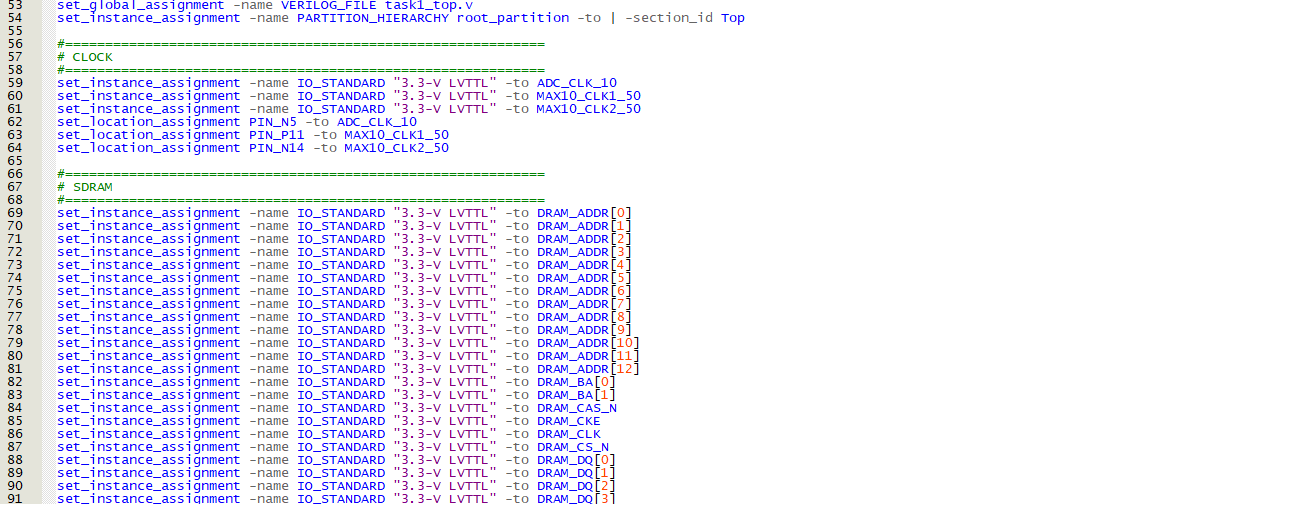 53 set_global_assignment -name VERILOG_FILE task1_top.v
54 set_instance_assignment -name PARTITION_HIERARCHY root_partition -to | -section_id Top
55
56 #============================================================
57 # CLOCK
58 #============================================================
59 set_instance_assignment -name IO_STANDARD "3.3-V LVTTL" -to ADC_CLK_10
60 set_instance_assignment -name IO_STANDARD "3.3-V LVTTL" -to MAX10_CLK1_50
61 set_instance_assignment -name IO_STANDARD "3.3-V LVTTL" -to MAX10_CLK2_50
62 set_location_assignment PIN_N5 -to ADC_CLK_10
63 set_location_assignment PIN_P11 -to MAX10_CLK1_50
64 set_location_assignment PIN_N14 -to MAX10_CLK2_50
65
66 #============================================================
67 # SDRAM
68 #============================================================
69 set_instance_assignment -name IO_STANDARD "3.3-V LVTTL" -to DRAM_ADDR[0]
70 set_instance_assignment -name IO_STANDARD "3.3-V LVTTL" -to DRAM_ADDR[1]
71 set_instance_assignment -name IO_STANDARD "3.3-V LVTTL" -to DRAM_ADDR[2]
72 set_instance_assignment -name IO_STANDARD "3.3-V LVTTL" -to DRAM_ADDR[3]
73 set_instance_assignment -name IO_STANDARD "3.3-V LVTTL" -to DRAM_ADDR[4]
74 set_instance_assignment -name IO_STANDARD "3.3-V LVTTL" -to DRAM_ADDR[5]
75 set_instance_assignment -name IO_STANDARD "3.3-V LVTTL" -to DRAM_ADDR[6]
76 set_instance_assignment -name IO_STANDARD "3.3-V LVTTL" -to DRAM_ADDR[7]
77 set_instance_assignment -name IO_STANDARD "3.3-V LVTTL" -to DRAM_ADDR[8]
78 set_instance_assignment -name IO_STANDARD "3.3-V LVTTL" -to DRAM_ADDR[9]
79 set_instance_assignment -name IO_STANDARD "3.3-V LVTTL" -to DRAM_ADDR[10]
80 set_instance_assignment -name IO_STANDARD "3.3-V LVTTL" -to DRAM_ADDR[11]
81 set_instance_assignment -name IO_STANDARD "3.3-V LVTTL" -to DRAM_ADDR[12]
82 set_instance_assignment -name IO_STANDARD "3.3-V LVTTL" -to DRAM_BA[0]
83 set_instance_assignment -name IO_STANDARD "3.3-V LVTTL" -to DRAM_BA[1]
84 set_instance_assignment -name IO_STANDARD "3.3-V LVTTL" -to DRAM_CAS_N
85 set_instance_assignment -name IO_STANDARD "3.3-V LVTTL" -to DRAM_CKE
86 set_instance_assignment -name IO_STANDARD "3.3-V LVTTL" -to DRAM_CLK
87 set_instance_assignment -name IO_STANDARD "3.3-V LVTTL" -to DRAM_CS_N
88 set_instance_assignment -name IO_STANDARD "3.3-V LVTTL" -to DRAM_DQ[0]
89 set_instance_assignment -name IO_STANDARD "3.3-V LVTTL" -to DRAM_DQ[1]
90 set_instance_assignment -name IO_STANDARD "3.3-V LVTTL" -to DRAM_DQ[2]
91 set_instance_assignment -name IO_STANDARD "3.3-V LVTTL" -to DRAM_DQ[3]